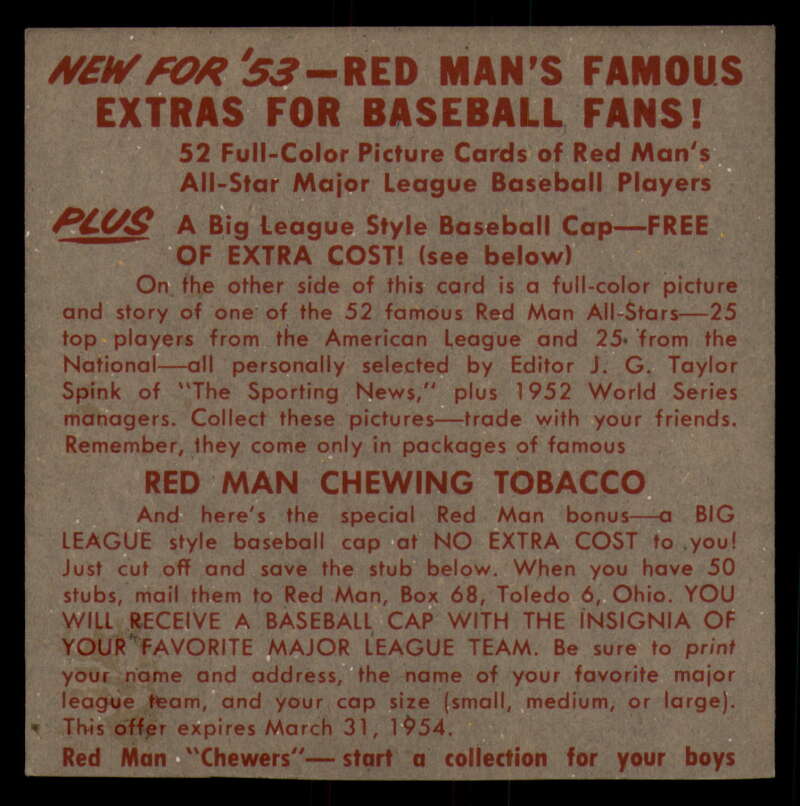 NEW FOR '53—RED MAN'S FAMOUS
EXTRAS FOR BASEBALL FANS!
52 Full-Color Picture Cards of Red Man's
All-Star Major League Baseball Players
PLUS A Big League Style Baseball Cap—FREE
OF EXTRA COST! (see below)
On the other side of this card is a full-color picture
and story of one of the 52 famous Red Man All-Stars—25
top players from the American League and 25 from the
National—all personally selected by Editor J. G. Taylor
Spink of "The Sporting News," plus 1952 World Series
managers. Collect these pictures—trade with your friends.
Remember, they come only in packages of famous
RED MAN CHEWING TOBACCO
And here's the special Red Man bonus—a BIG
LEAGUE style baseball cap at NO EXTRA COST to you!
Just cut off and save the stub below. When you have 50
stubs, mail them to Red Man, Box 68, Toledo 6, Ohio. YOU
WILL RECEIVE A BASEBALL CAP WITH THE INSIGNIA OF
YOUR FAVORITE MAJOR LEAGUE TEAM. Be sure to print
your name and address, the name of your favorite major
league team, and your cap size (small, medium, or large).
This offer expires March 31, 1954.
Red Man "Chewers"—start a collection for your boys